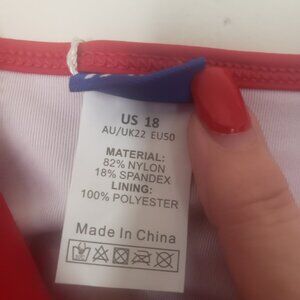 US 18
AU/UK22 EU50
MATERIAL:
82% NYLON
18% SPANDEX
LINING:
100% POLYESTER
Made In China